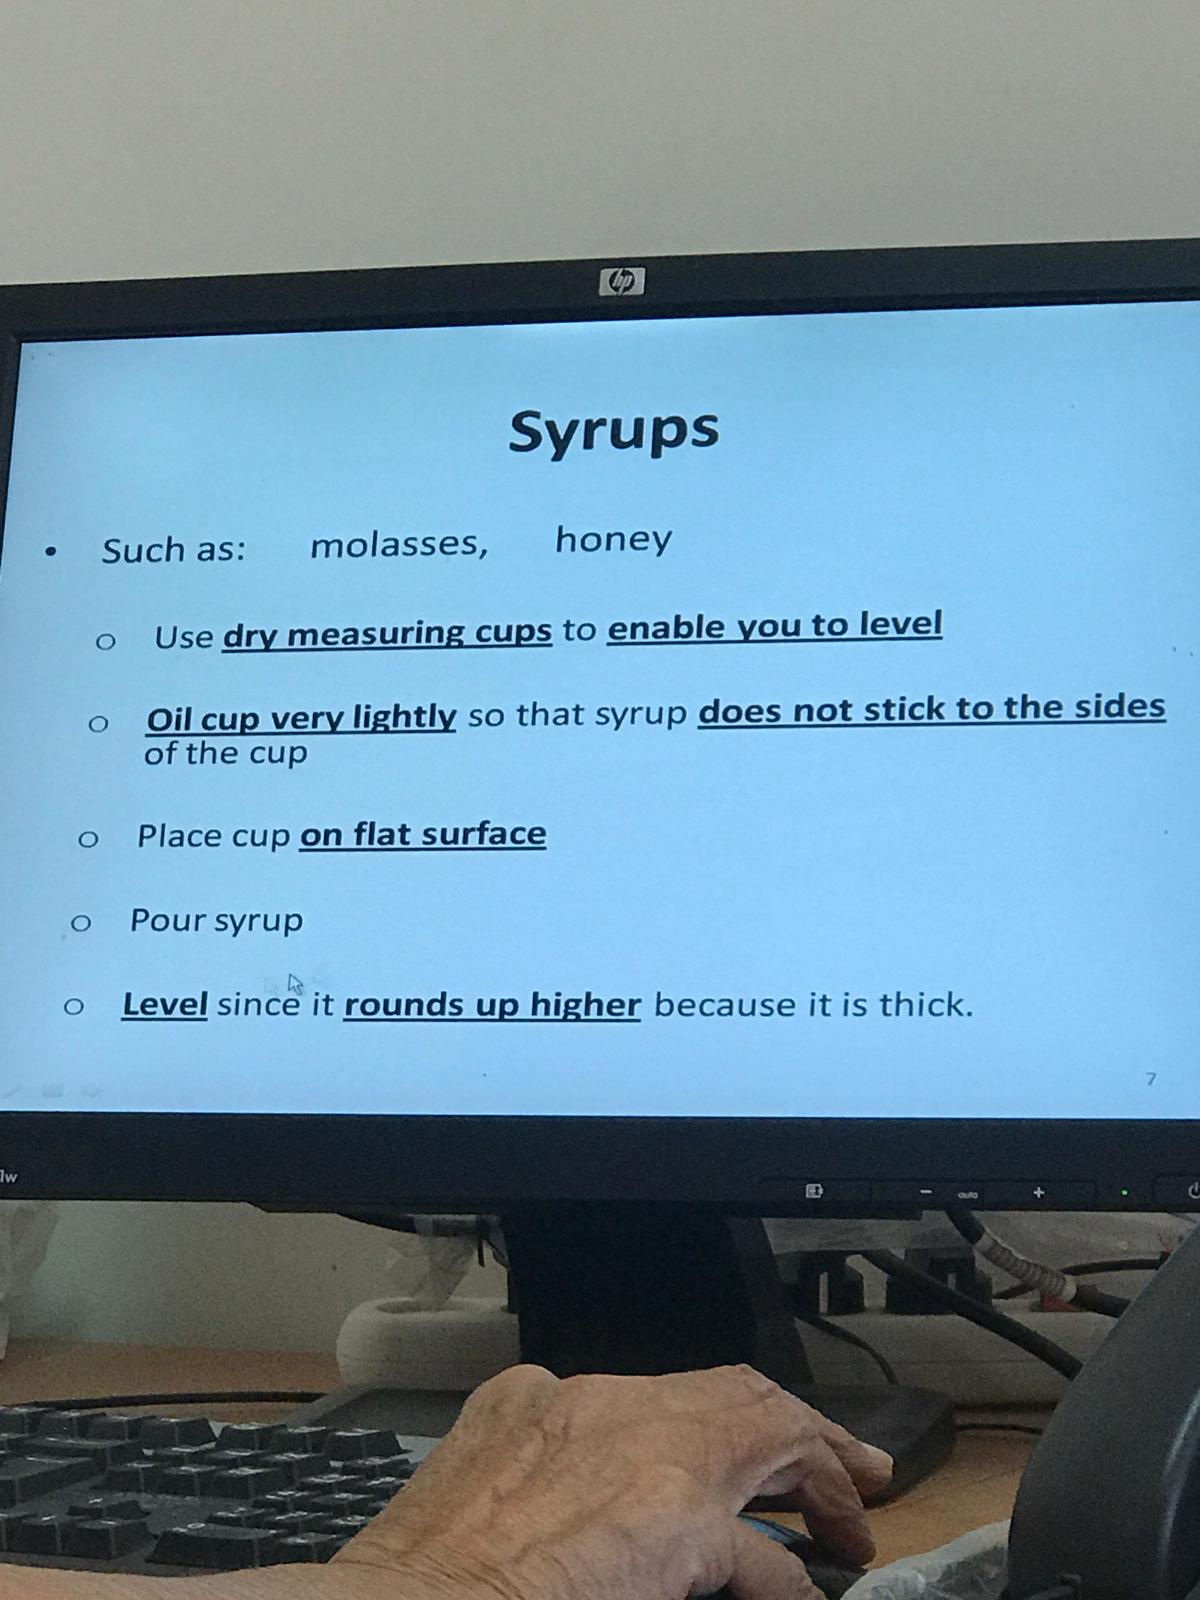 hp
Syrups
• Such as: molasses, honey
o Use dry measuring cups to enable you to level
o Oil cup very lightly so that syrup does not stick to the sides
of the cup
o Place cup on flat surface
o Pour syrup
o Level since it rounds up higher because it is thick.
7
auto